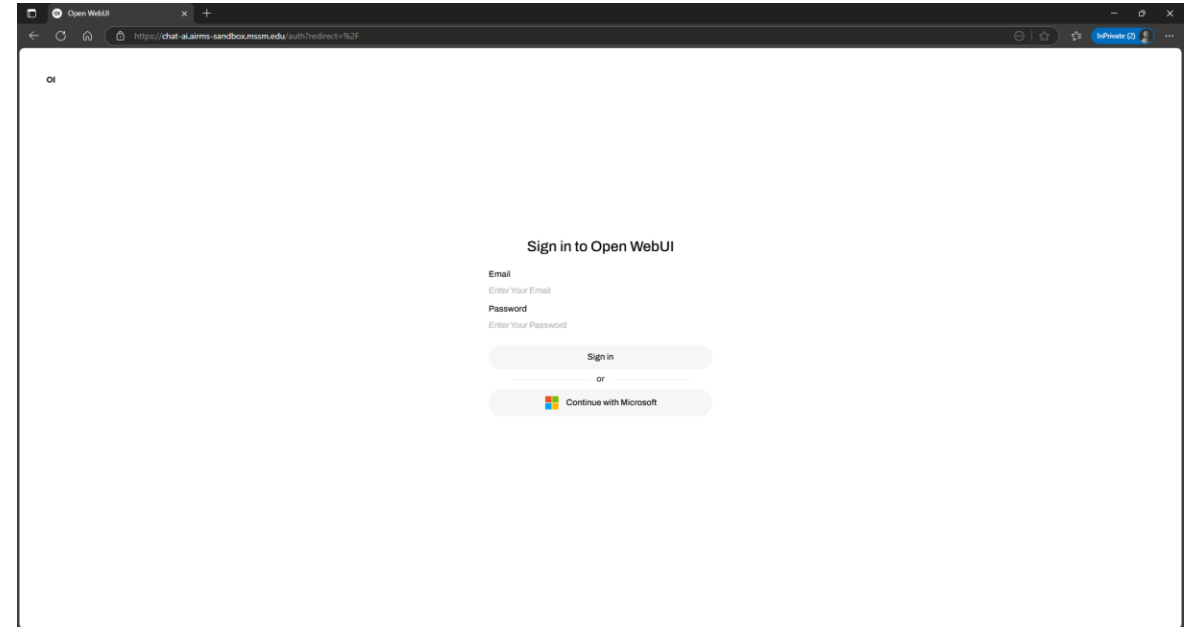 Open WebUI
https://chat-ai.airms-sandbox.mssm.edu/auth?redirect=%2F
InPrivate (2)
OI
Sign in to Open WebUI
Email
Enter Your Email
Password
Enter Your Password
Sign in
or
Continue with Microsoft